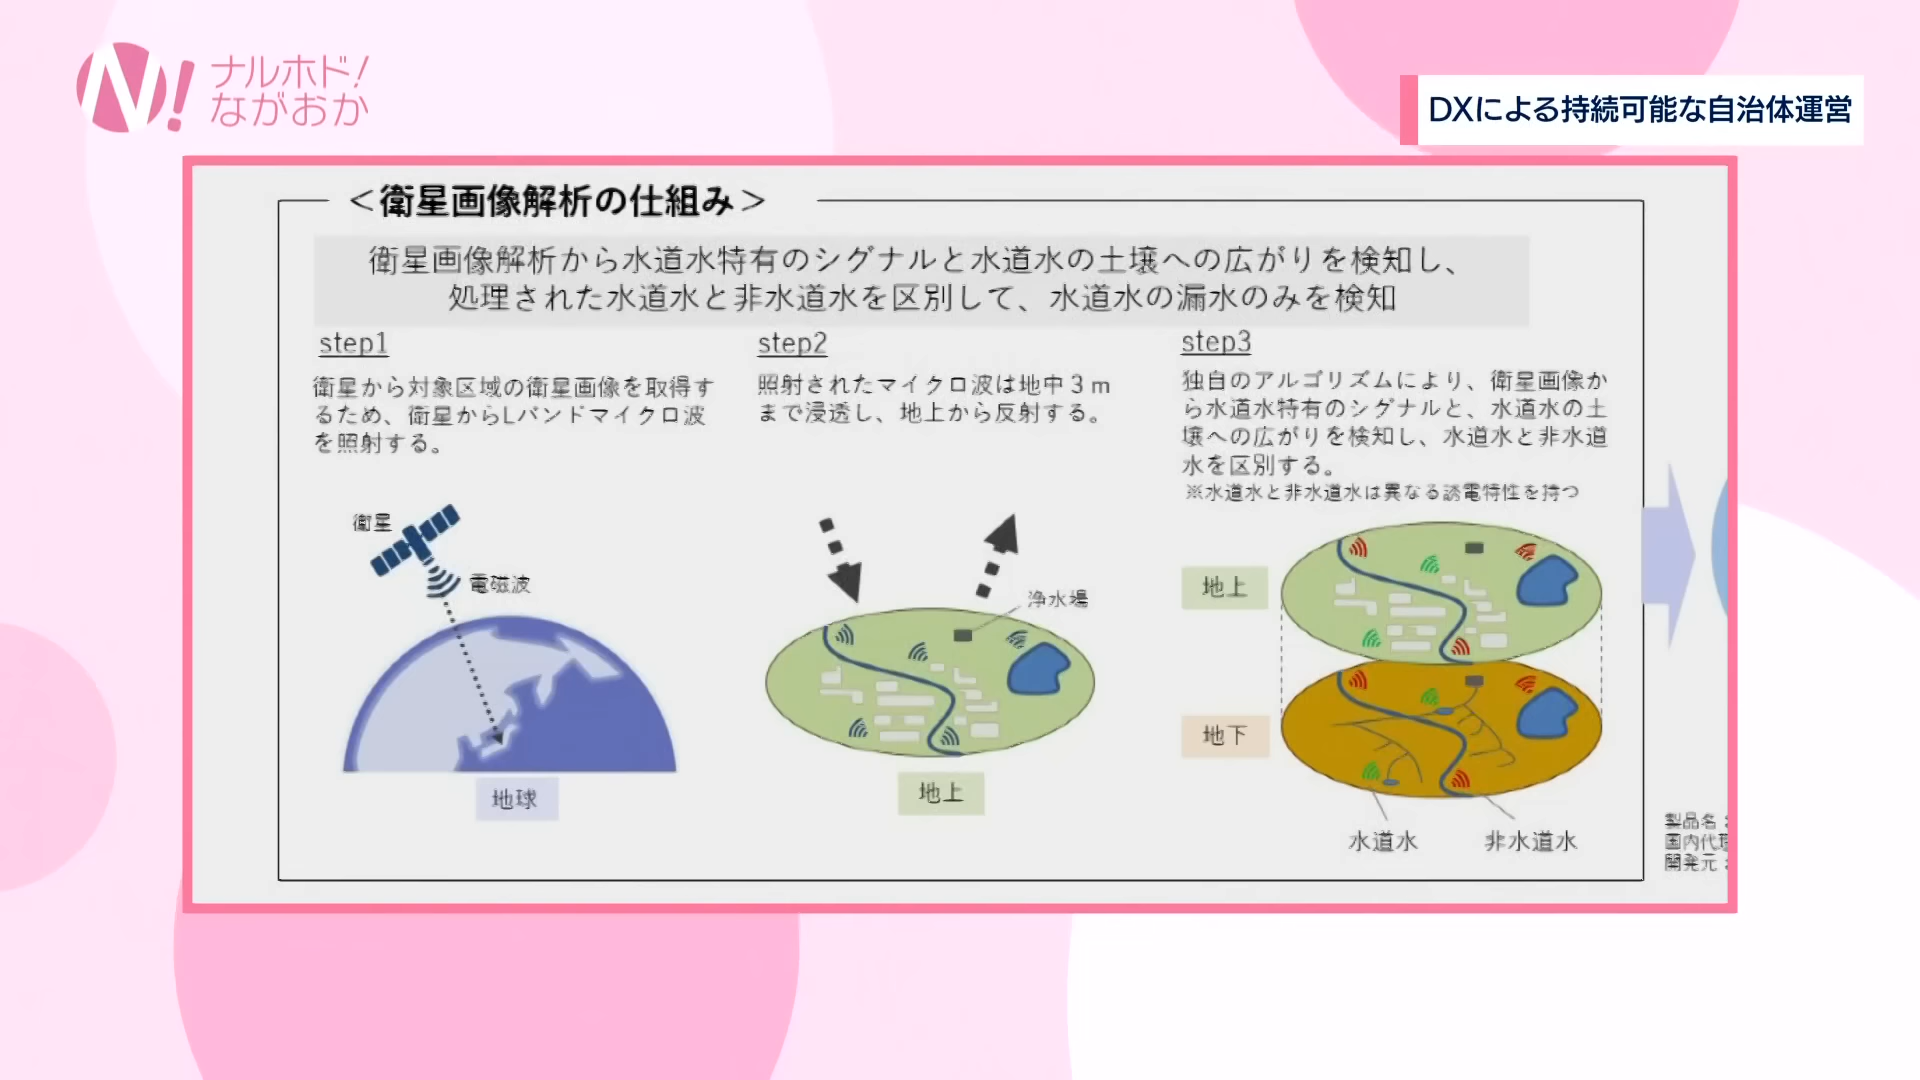 N!
ナルホド!
ながおか
DXによる持続可能な自治体運営
＜衛星画像解析の仕組み＞
衛星画像解析から水道水特有のシグナルと水道水の土壌への広がりを検知し、
処理された水道水と非水道水を区別して、水道水の漏水のみを検知
step1
衛星から対象区域の衛星画像を取得す
るため、衛星からLバンドマイクロ波
を照射する。
衛星
電磁波
地球
step2
照射されたマイクロ波は地中３ｍ
まで浸透し、地上から反射する。
浄水場
地上
step3
独自のアルゴリズムにより、衛星画像か
ら水道水特有のシグナルと、水道水の土
壌への広がりを検知し、水道水と非水道
水を区別する。
※水道水と非水道水は異なる誘電特性を持つ
地上
地下
水道水
非水道水
製品名：
国内代理
開発元：